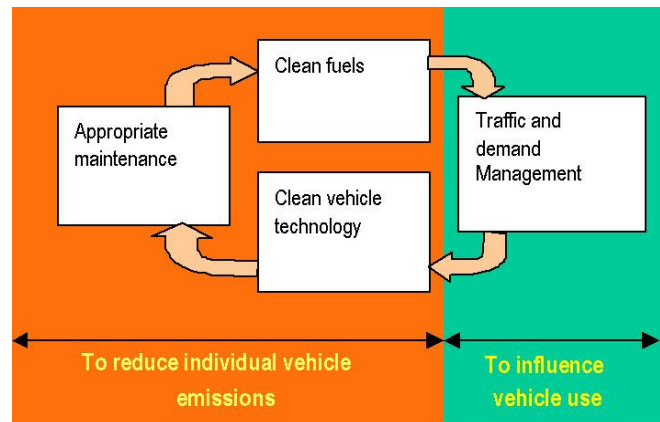 Clean fuels
Appropriate
maintenance
Traffic and
demand
Management
Clean vehicle
technology
To reduce individual vehicle
emissions
To influence
vehicle use